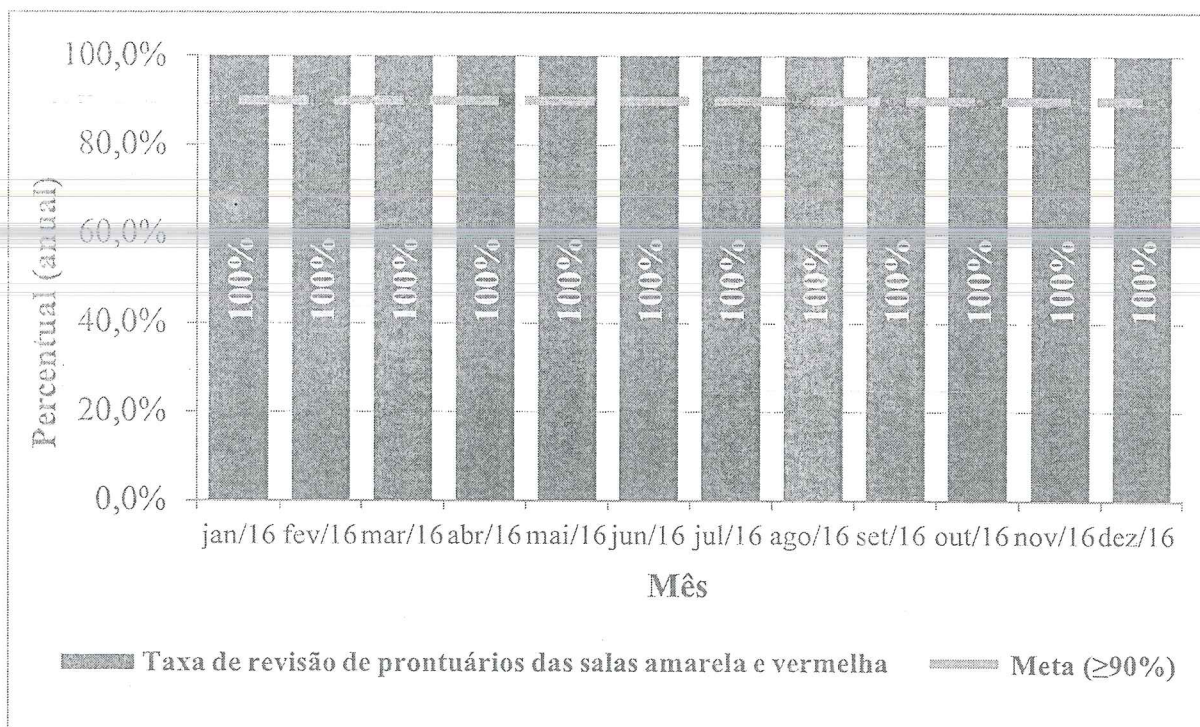 Percentual (anual)
100,0%
80,0%
60,0%
40,0%
20,0%
0,0%
100% 100% 100% 100% 100% 100% 100% 100% 100% 100% 100% 100%
jan/16 fev/16 mar/16 abr/16 mai/16 jun/16 jul/16 ago/16 set/16 out/16 nov/16 dez/16
Mês
Taxa de revisão de prontuários das salas amarela e vermelha Meta (≥90%)